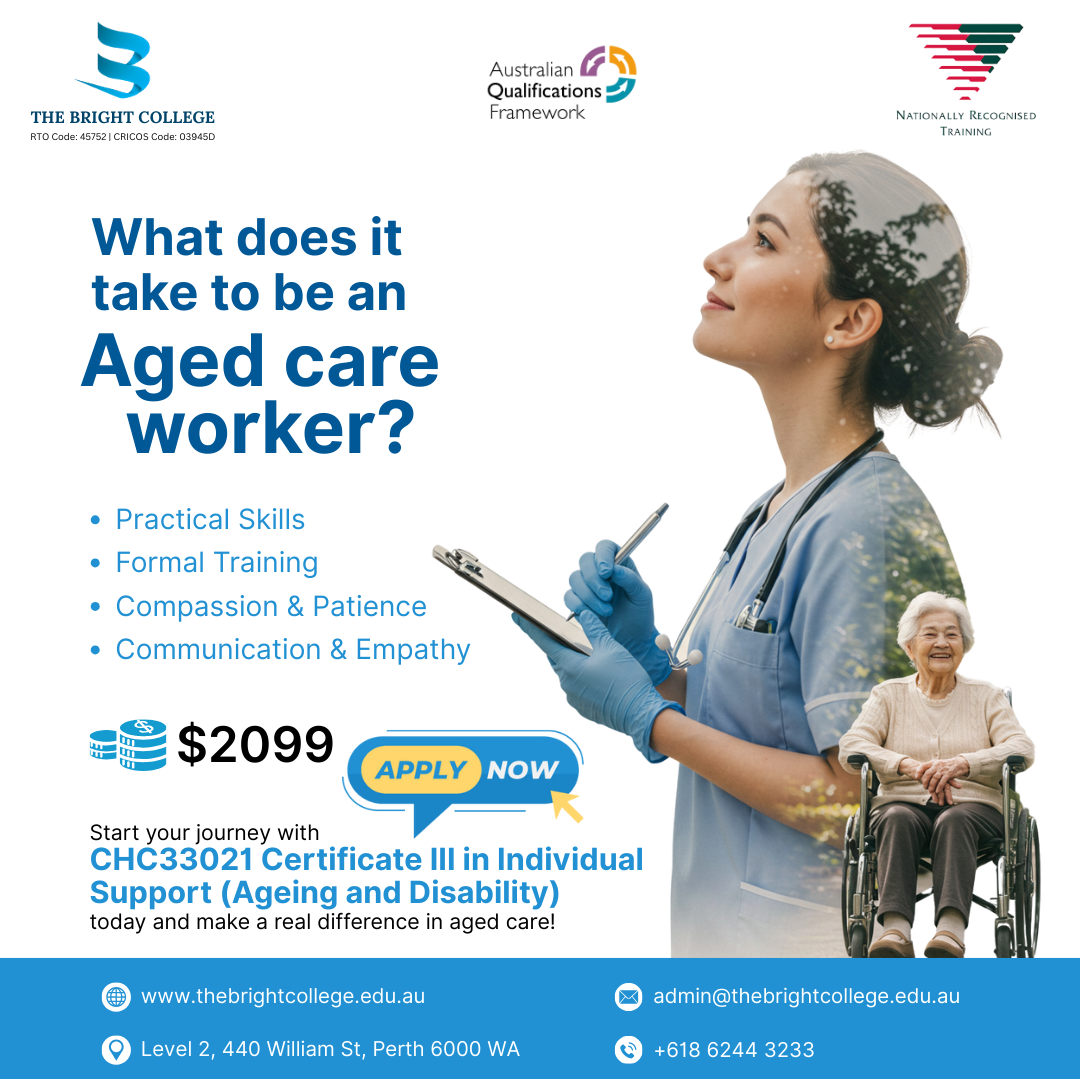 THE BRIGHT COLLEGE
RTO Code: 45752 | CRICOS Code: 03945D
Australian
Qualifications
Framework
NATIONALLY RECOGNISED
TRAINING
What does it
take to be an
Aged care
worker?
• Practical Skills
• Formal Training
• Compassion & Patience
• Communication & Empathy
$2099
APPLY NOW
Start your journey with
CHC33021 Certificate III in Individual
Support (Ageing and Disability)
today and make a real difference in aged care!
www.thebrightcollege.edu.au
admin@thebrightcollege.edu.au
Level 2, 440 William St, Perth 6000 WA
+618 6244 3233